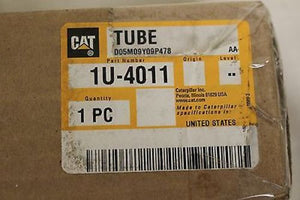 CAT
TUBE
D05M09Y09P478
AA
Part Number
Origin
Level
1U-4011
--
Quantity
1 PC
Caterpillar Inc.
Peoria, Illinois 61629 USA
www.cat.com
Made to Caterpillar®
specifications in
UNITED STATES